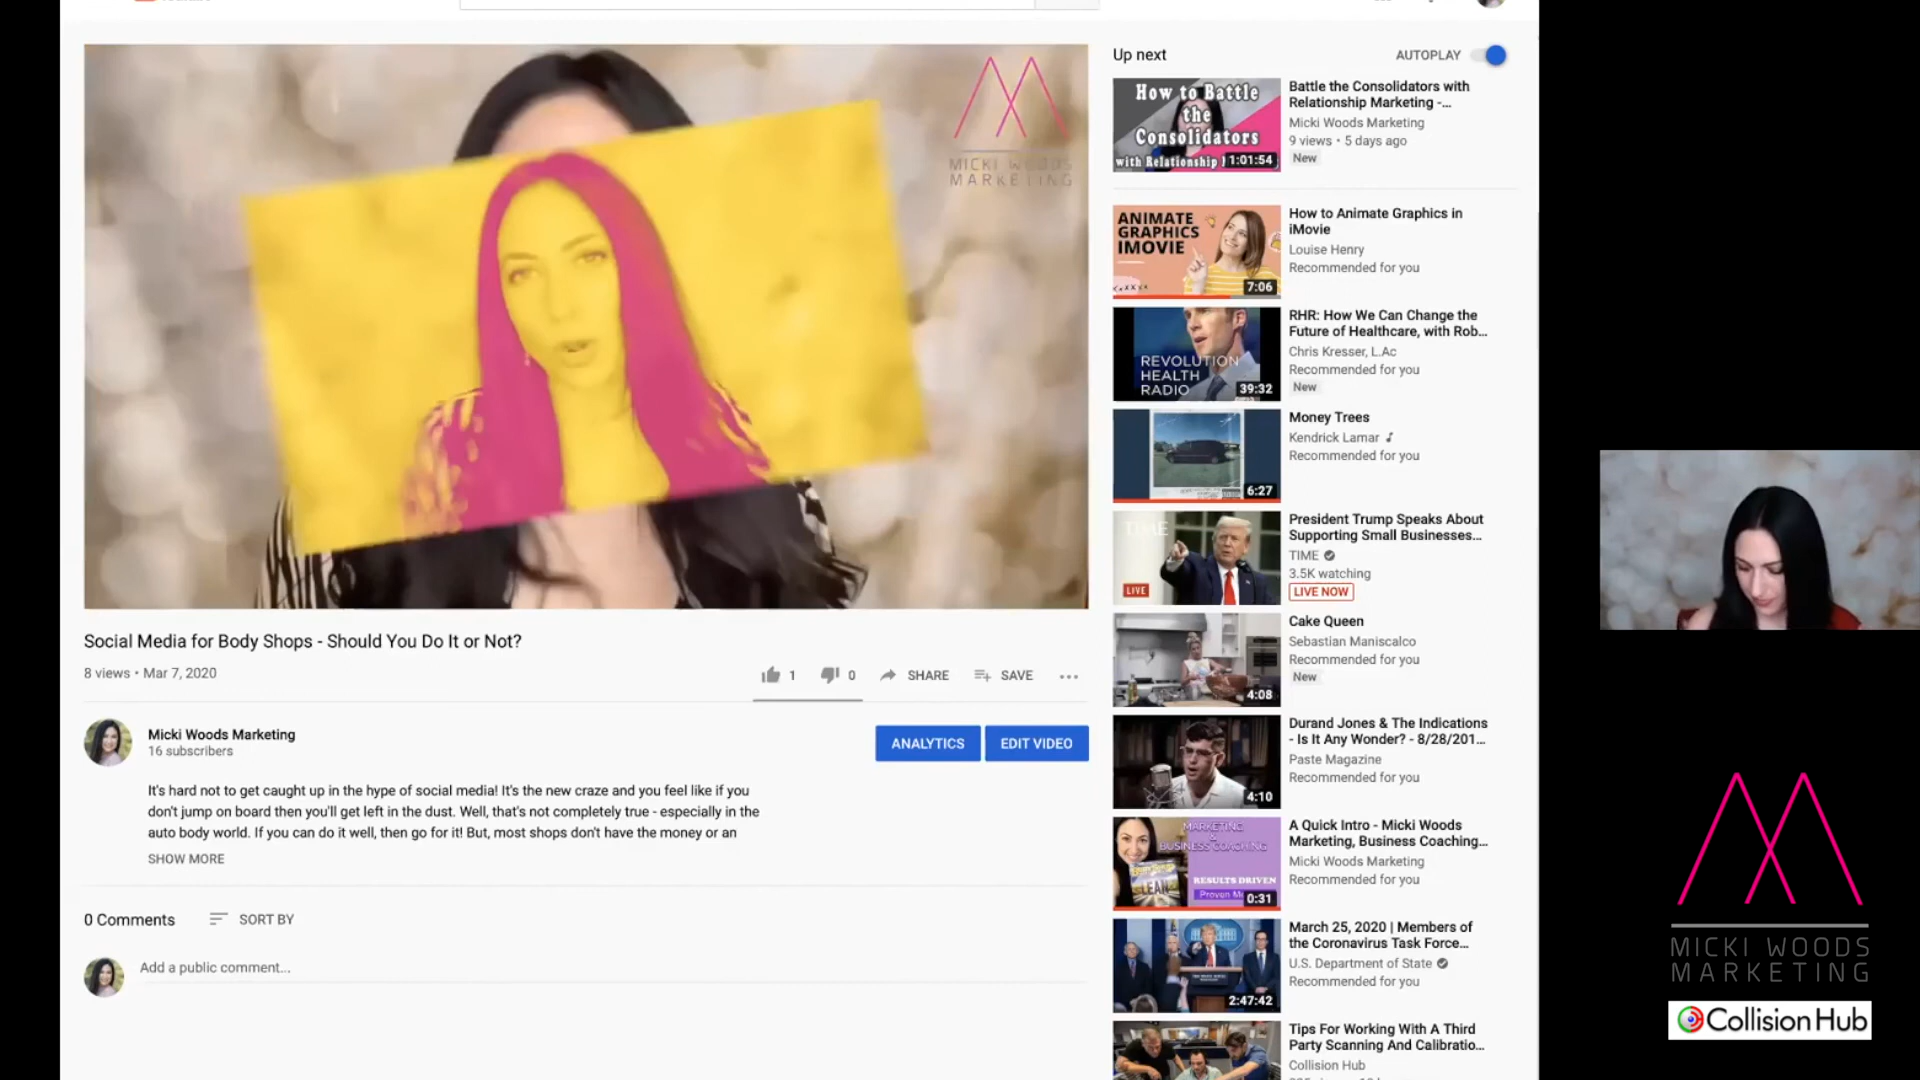 MICKI WOODS
MARKETING
Social Media for Body Shops - Should You Do It or Not?
8 views • Mar 7, 2020
1
0
SHARE
SAVE
Micki Woods Marketing
16 subscribers
ANALYTICS
EDIT VIDEO
It's hard not to get caught up in the hype of social media! It's the new craze and you feel like if you
don't jump on board then you'll get left in the dust. Well, that's not completely true - especially in the
auto body world. If you can do it well, then go for it! But, most shops don't have the money or an
SHOW MORE
0 Comments
SORT BY
Add a public comment...
Up next
AUTOPLAY
How to Battle
the
Consolidators
with Relationship
1:01:54
Battle the Consolidators with
Relationship Marketing -...
Micki Woods Marketing
9 views • 5 days ago
New
ANIMATE
GRAPHICS
IMOVIE
7:06
How to Animate Graphics in
iMovie
Louise Henry
Recommended for you
REVOLUTION
HEALTH
RADIO
39:32
RHR: How We Can Change the
Future of Healthcare, with Rob...
Chris Kresser, L.Ac
Recommended for you
New
6:27
Money Trees
Kendrick Lamar
Recommended for you
TIME
LIVE
President Trump Speaks About
Supporting Small Businesses...
TIME
3.5K watching
LIVE NOW
4:08
Cake Queen
Sebastian Maniscalco
Recommended for you
New
4:10
Durand Jones & The Indications
- Is It Any Wonder? - 8/28/201...
Paste Magazine
Recommended for you
MARKETING
&
BUSINESS COACHING
LEAN
RESULTS DRIVEN
Proven
0:31
A Quick Intro - Micki Woods
Marketing, Business Coaching...
Micki Woods Marketing
Recommended for you
2:47:42
March 25, 2020 | Members of
the Coronavirus Task Force...
U.S. Department of State
Recommended for you
Tips For Working With A Third
Party Scanning And Calibratio...
Collision Hub
MICKI WOODS
MARKETING
Collision Hub